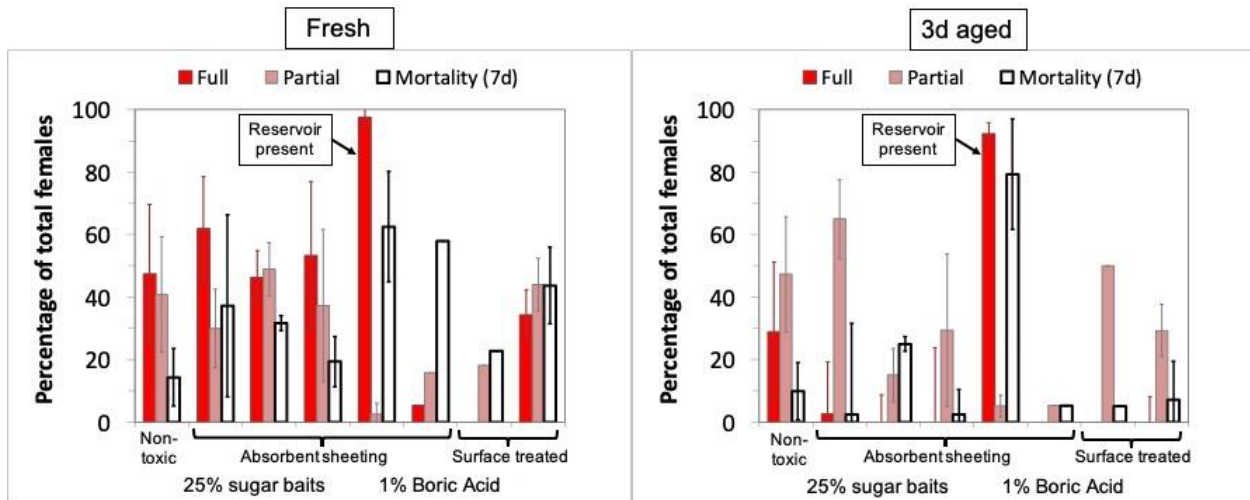 Fresh
Full Partial Mortality (7d)
Percentage of total females
100
80
60
40
20
0
Reservoir
present
Non-
toxic
Absorbent sheeting
Surface treated
25% sugar baits
1% Boric Acid
3d aged
Full Partial Mortality (7d)
Percentage of total females
100
80
60
40
20
0
Reservoir
present
Non-
toxic
Absorbent sheeting
Surface treated
25% sugar baits
1% Boric Acid